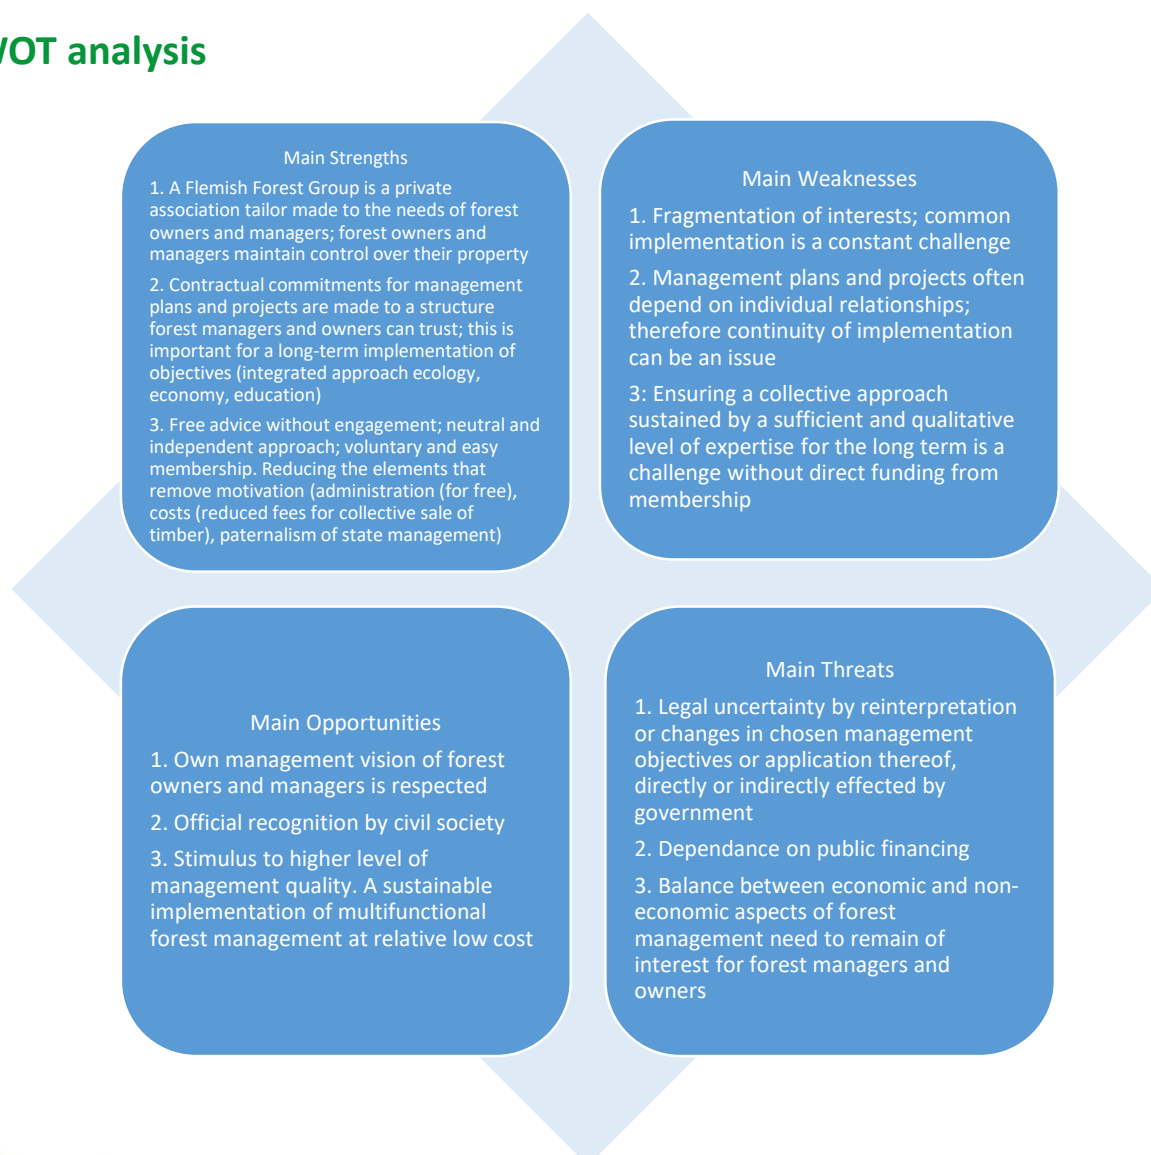 WOT analysis
Main Strengths
1. A Flemish Forest Group is a private
association tailor made to the needs of forest
owners and managers; forest owners and
managers maintain control over their property
2. Contractual commitments for management
plans and projects are made to a structure
forest managers and owners can trust; this is
important for a long-term implementation of
objectives (integrated approach ecology,
economy, education)
3. Free advice without engagement; neutral and
independent approach; voluntary and easy
membership. Reducing the elements that
remove motivation (administration (for free),
costs (reduced fees for collective sale of
timber), paternalism of state management)
Main Weaknesses
1. Fragmentation of interests; common
implementation is a constant challenge
2. Management plans and projects often
depend on individual relationships;
therefore continuity of implementation
can be an issue
3: Ensuring a collective approach
sustained by a sufficient and qualitative
level of expertise for the long term is a
challenge without direct funding from
membership
Main Opportunities
1. Own management vision of forest
owners and managers is respected
2. Official recognition by civil society
3. Stimulus to higher level of
management quality. A sustainable
implementation of multifunctional
forest management at relative low cost
Main Threats
1. Legal uncertainty by reinterpretation
or changes in chosen management
objectives or application thereof,
directly or indirectly effected by
government
2. Dependance on public financing
3. Balance between economic and non-
economic aspects of forest
management need to remain of
interest for forest managers and
owners